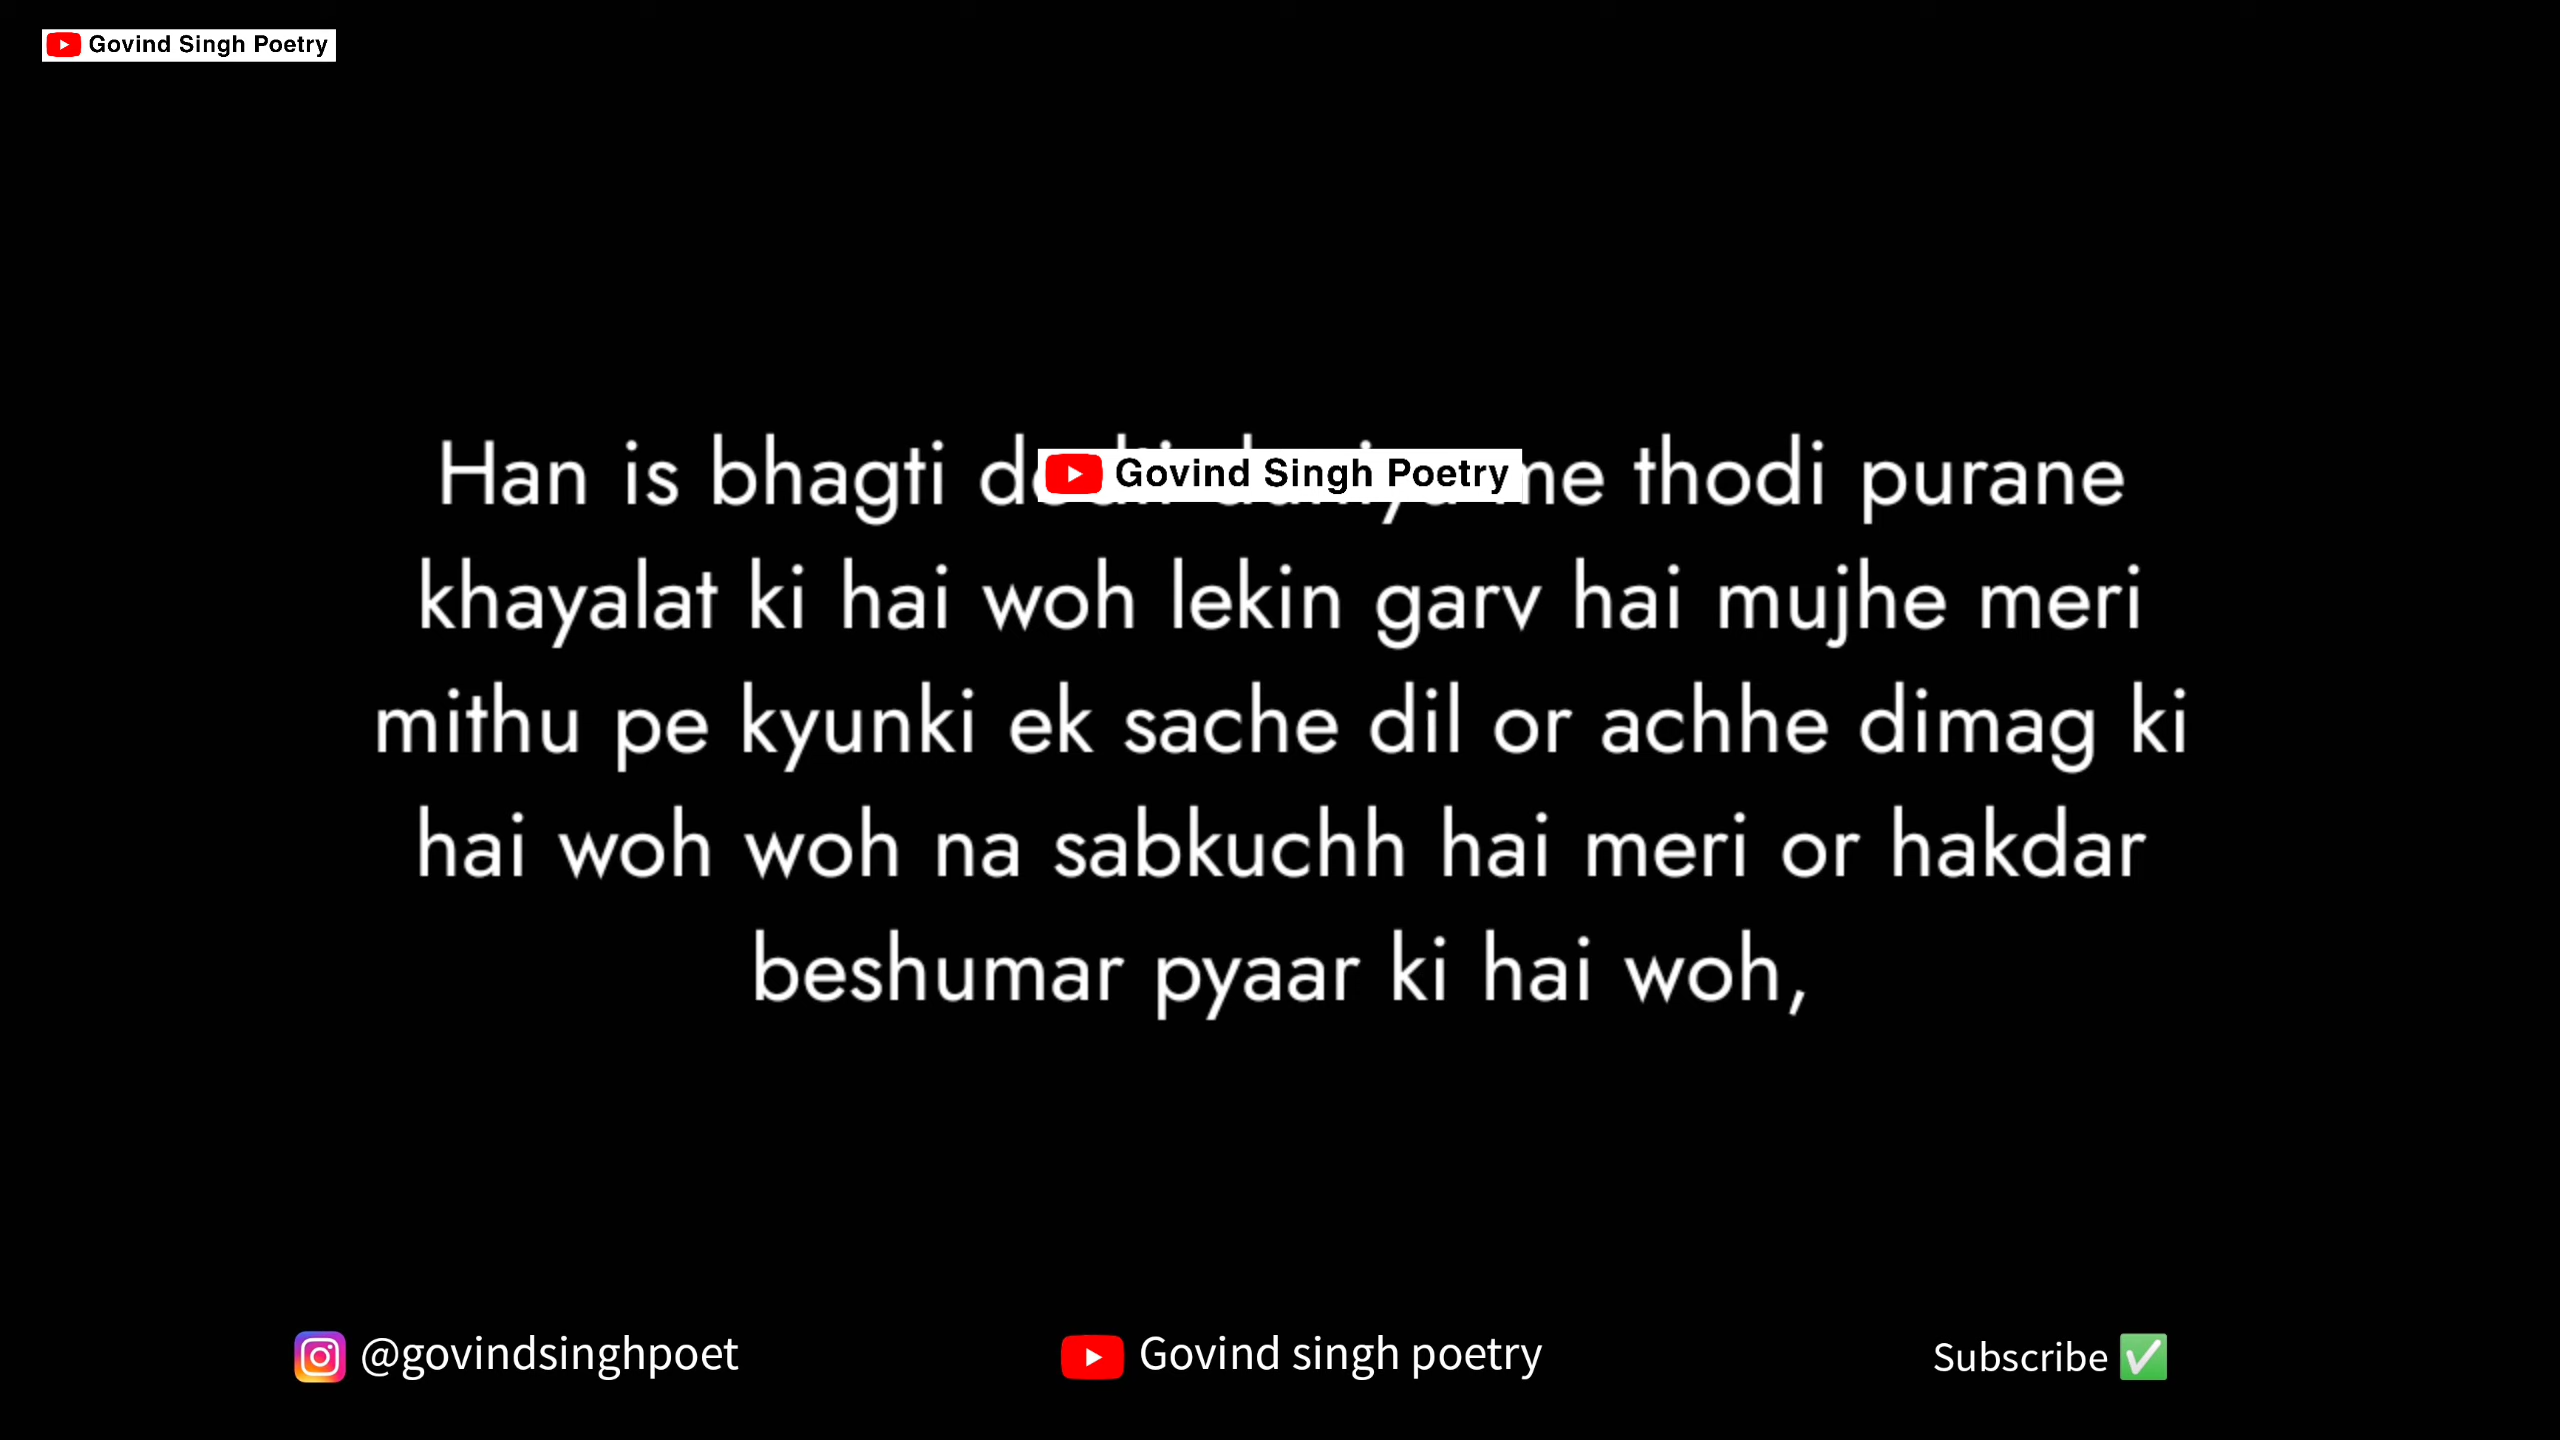 Govind Singh Poetry
Han is bhagti me thodi purane
Govind Singh Poetry
khayalat ki hai woh lekin garv hai mujhe meri
mithu pe kyunki ek sache dil or achhe dimag ki
hai woh woh na sabkuchh hai meri or hakdar
beshumar pyaar ki hai woh,
@govindsinghpoet
Govind singh poetry
Subscribe ✅